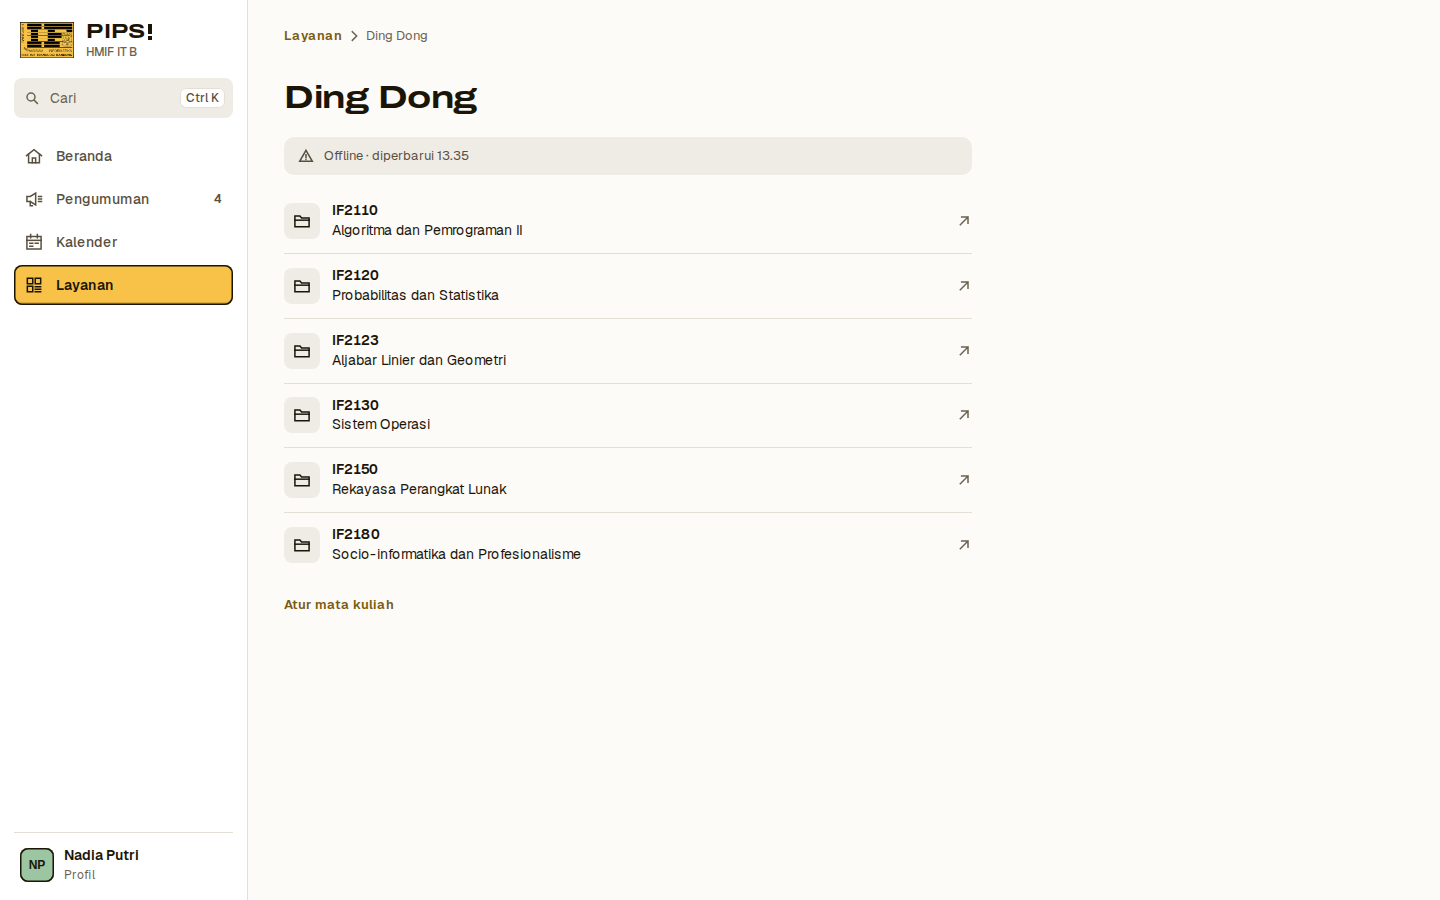 PIPS!
HMIF ITB
Cari
Ctrl K
Beranda
Pengumuman
4
Kalender
Layanan
Nadia Putri
NP
Profil
Layanan
Ding Dong
Ding Dong
Offline · diperbarui 13.35
IF2110
Algoritma dan Pemrograman II
IF2120
Probabilitas dan Statistika
IF2123
Aljabar Linier dan Geometri
IF2130
Sistem Operasi
IF2150
Rekayasa Perangkat Lunak
IF2180
Socio-informatika dan Profesionalisme
Atur mata kuliah